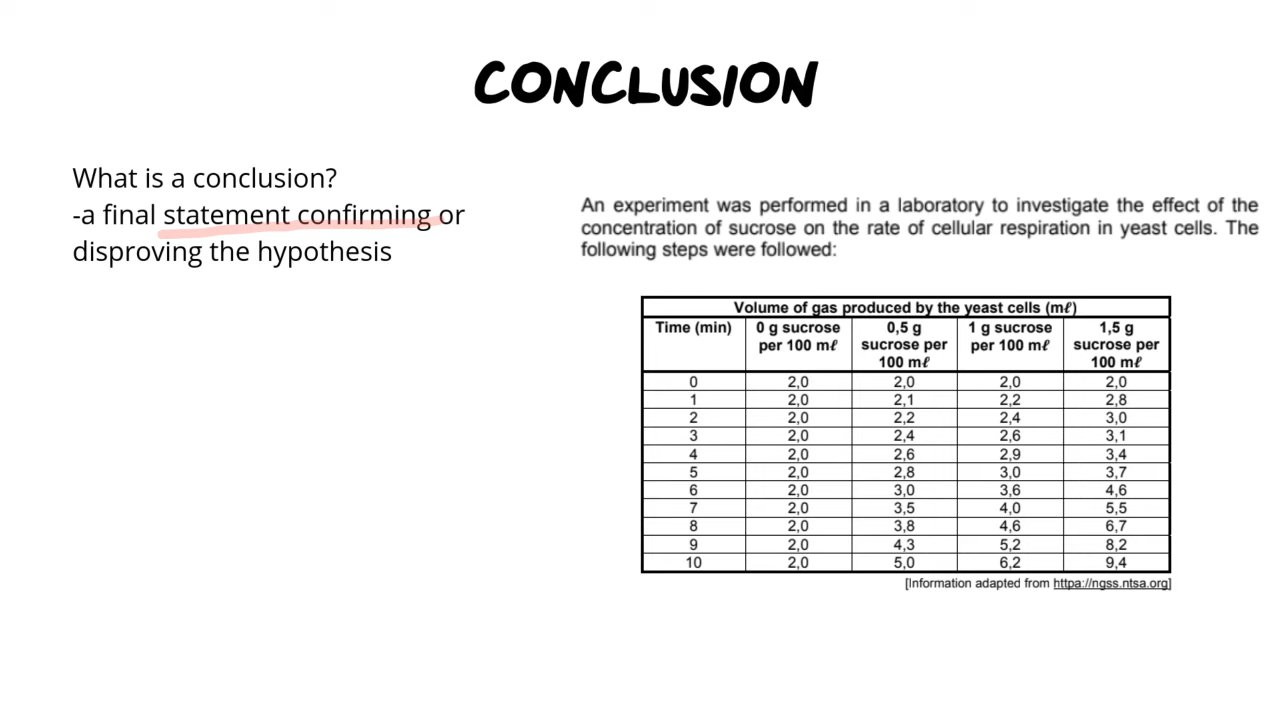 CONCLUSION
What is a conclusion?
-a final statement confirming or
disproving the hypothesis
An experiment was performed in a laboratory to investigate the effect of the
concentration of sucrose on the rate of cellular respiration in yeast cells. The
following steps were followed:
Volume of gas produced by the yeast cells (mℓ)
Time (min) 0 g sucrose per 100 mℓ 0,5 g sucrose per 100 mℓ 1 g sucrose per 100 mℓ 1,5 g sucrose per 100 mℓ
0 2,0 2,0 2,0 2,0
1 2,0 2,1 2,2 2,8
2 2,0 2,2 2,4 3,0
3 2,0 2,4 2,6 3,1
4 2,0 2,6 2,9 3,4
5 2,0 2,8 3,0 3,7
6 2,0 3,0 3,6 4,6
7 2,0 3,5 4,0 5,5
8 2,0 3,8 4,6 6,7
9 2,0 4,3 5,2 8,2
10 2,0 5,0 6,2 9,4
[Information adapted from httpa://ngss.ntsa.org]